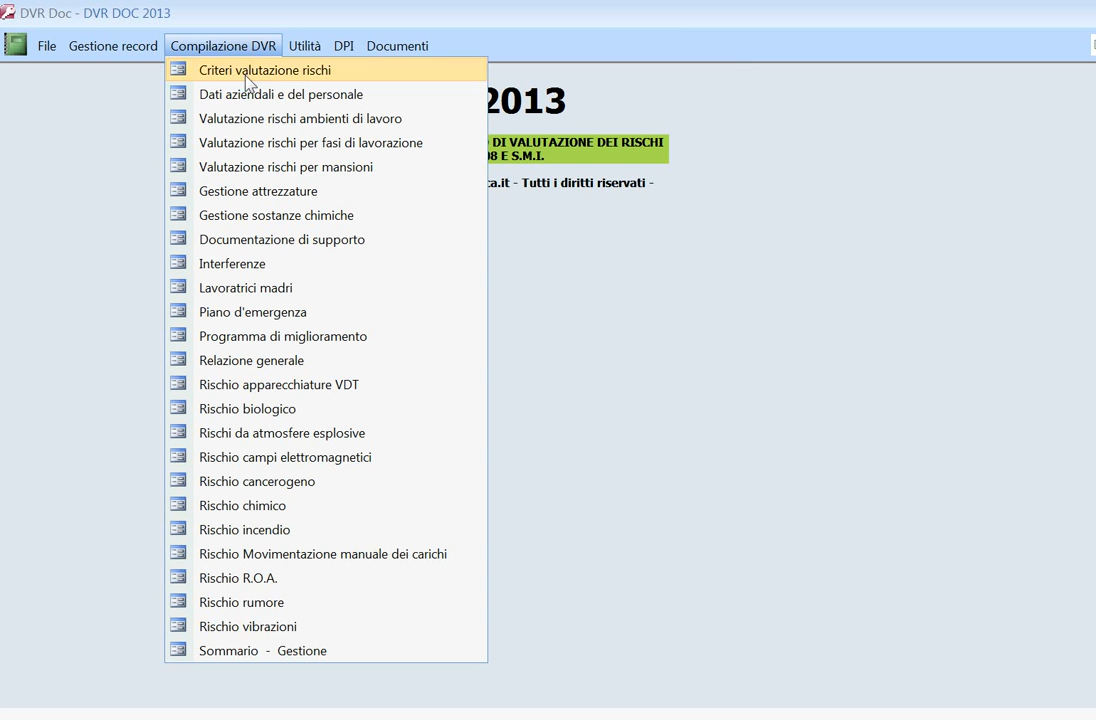 DVR Doc - DVR DOC 2013
File Gestione record Compilazione DVR Utilità DPI Documenti
2013
DI VALUTAZIONE DEI RISCHI
E S.M.I.
- Tutti i diritti riservati -
Criteri valutazione rischi
Dati aziendali e del personale
Valutazione rischi ambienti di lavoro
Valutazione rischi per fasi di lavorazione
Valutazione rischi per mansioni
Gestione attrezzature
Gestione sostanze chimiche
Documentazione di supporto
Interferenze
Lavoratrici madri
Piano d'emergenza
Programma di miglioramento
Relazione generale
Rischio apparecchiature VDT
Rischio biologico
Rischi da atmosfere esplosive
Rischio campi elettromagnetici
Rischio cancerogeno
Rischio chimico
Rischio incendio
Rischio Movimentazione manuale dei carichi
Rischio R.O.A.
Rischio rumore
Rischio vibrazioni
Sommario - Gestione